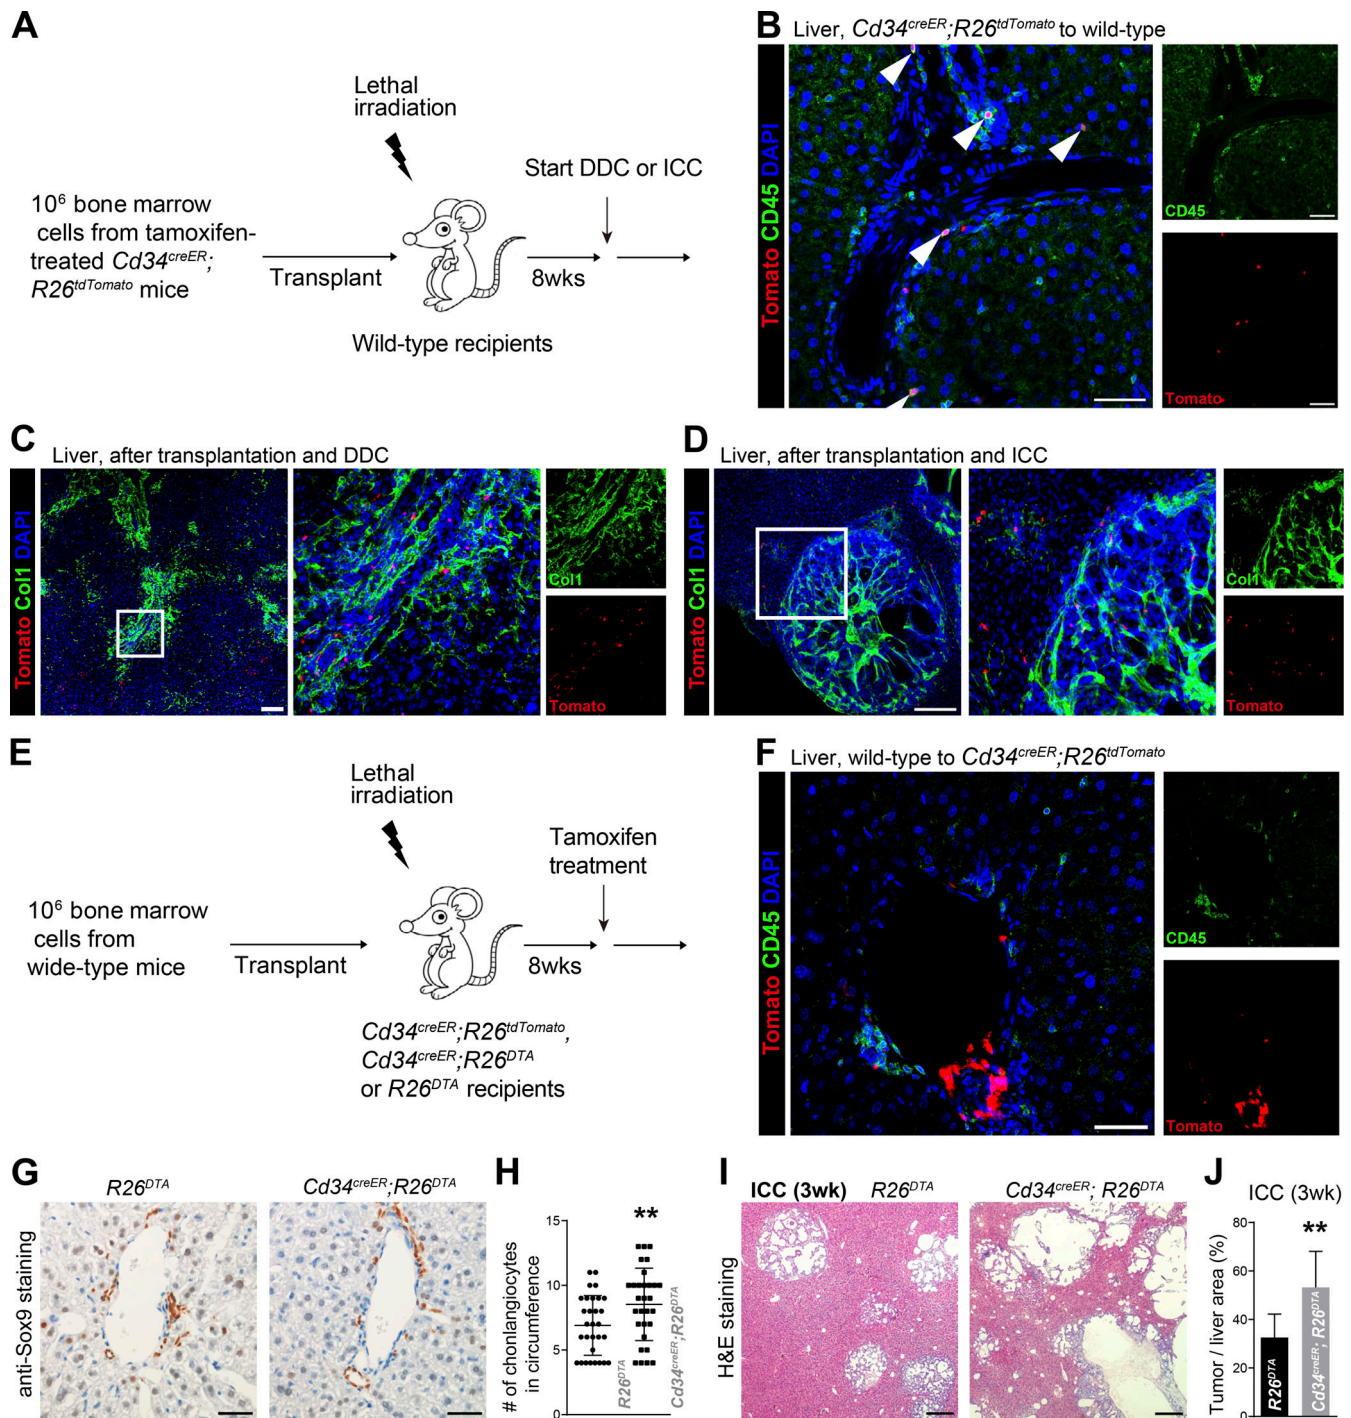 A
Lethal
irradiation
10⁶ bone marrow
cells from tamoxifen-
treated Cd34creER;
R26tdTomato mice
Transplant
Start DDC or ICC
8wks
Wild-type recipients
B Liver, Cd34creER;R26tdTomato to wild-type
Tomato CD45 DAPI
CD45
Tomato
C Liver, after transplantation and DDC
Tomato Col1 DAPI
Col1
Tomato
D Liver, after transplantation and ICC
Tomato Col1 DAPI
Col1
Tomato
E
Lethal
irradiation
10⁶ bone marrow
cells from
wide-type mice
Transplant
Tamoxifen
treatment
8wks
Cd34creER;R26tdTomato,
Cd34creER;R26DTA
or R26DTA recipients
F Liver, wild-type to Cd34creER;R26tdTomato
Tomato CD45 DAPI
CD45
Tomato
G
R26DTA
Cd34creER;R26DTA
anti-Sox9 staining
H
# of chonlangiocytes
in circumference
15
10
5
0
**
R26DTA
Cd34creER;R26DTA
I
ICC (3wk) R26DTA
Cd34creER; R26DTA
H&E staining
J
ICC (3wk)
Tumor / liver area (%)
80
60
40
20
0
**
R26DTA
Cd34creER; R26DTA